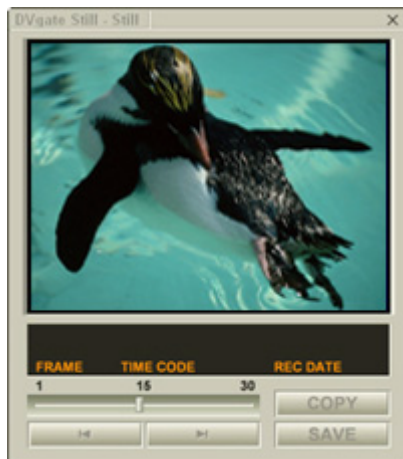 DVgate Still - Still
FRAME TIME CODE REC DATE
1 15 30
COPY
SAVE